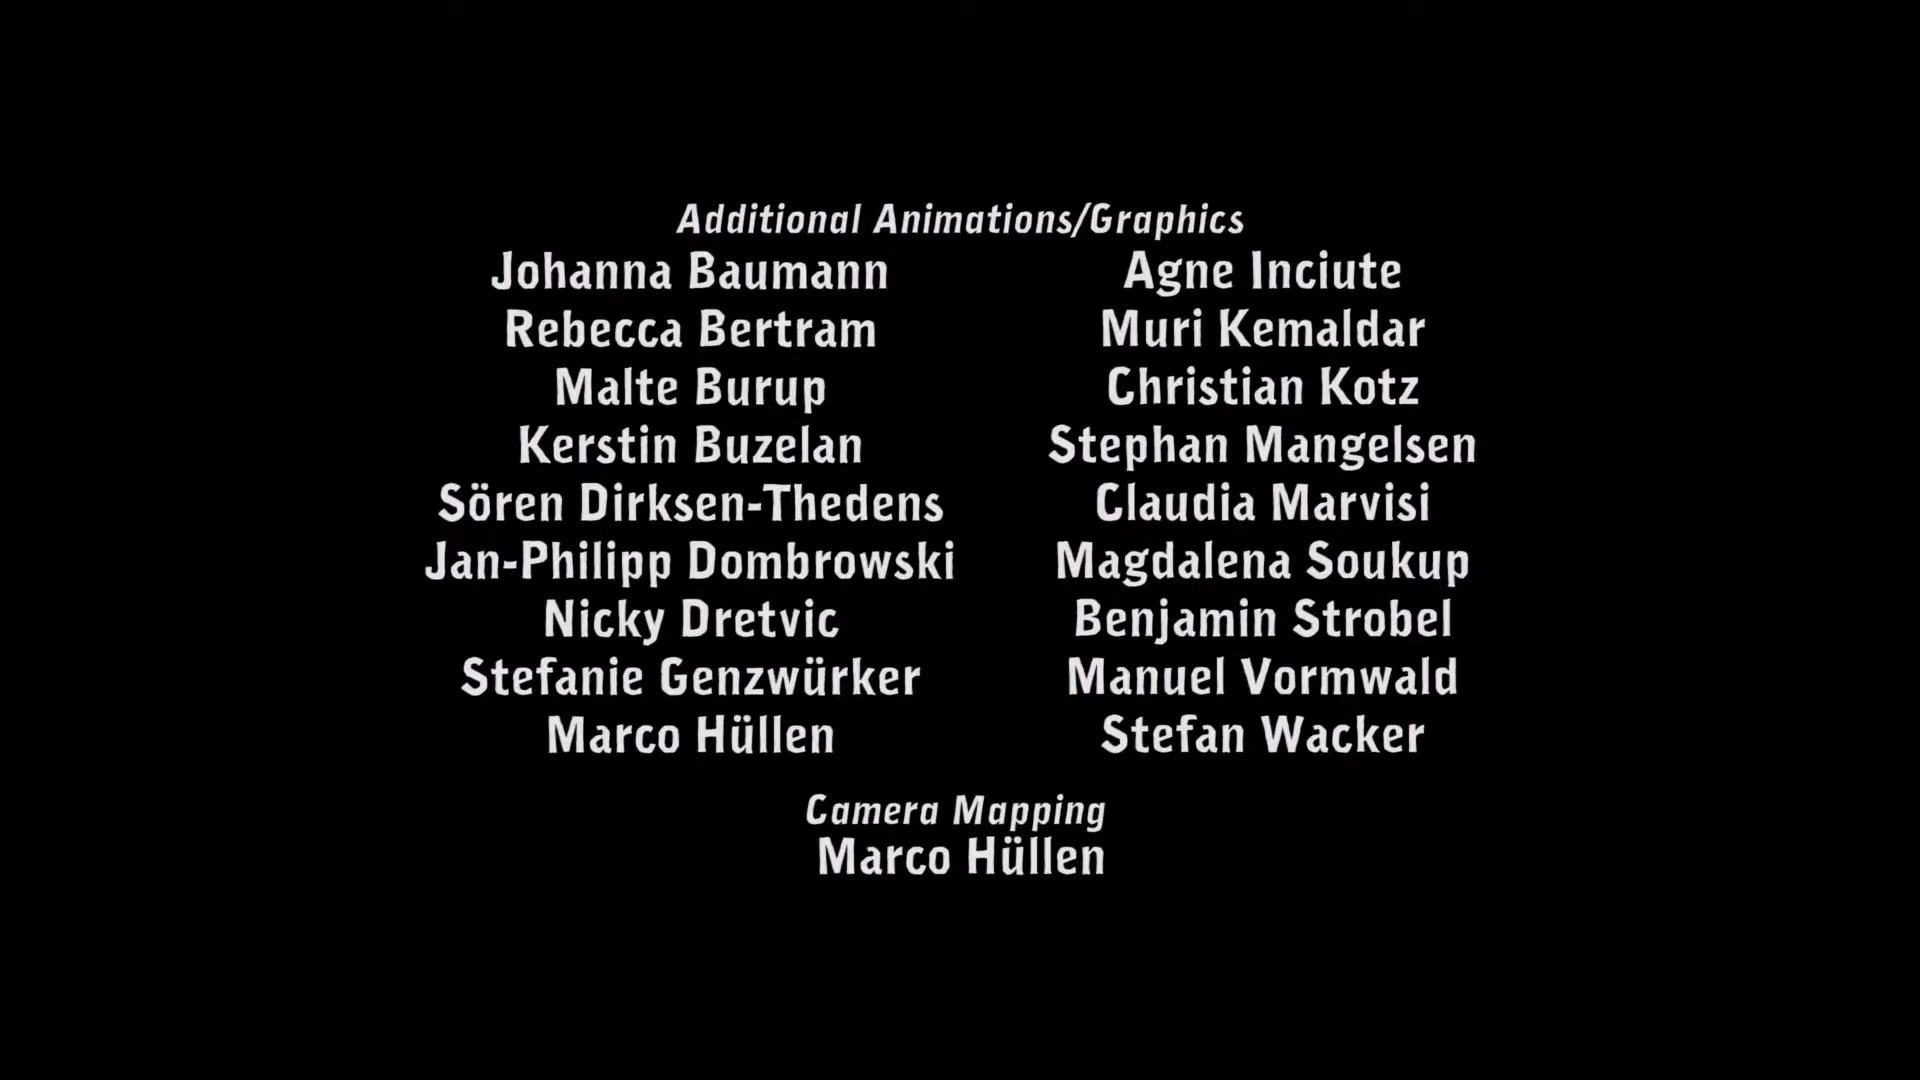 Additional Animations/Graphics
Johanna Baumann
Rebecca Bertram
Malte Burup
Kerstin Buzelan
Sören Dirksen-Thedens
Jan-Philipp Dombrowski
Nicky Dretvic
Stefanie Genzwürker
Marco Hüllen
Agne Inciute
Muri Kemaldar
Christian Kotz
Stephan Mangelsen
Claudia Marvisi
Magdalena Soukup
Benjamin Strobel
Manuel Vormwald
Stefan Wacker
Camera Mapping
Marco Hüllen